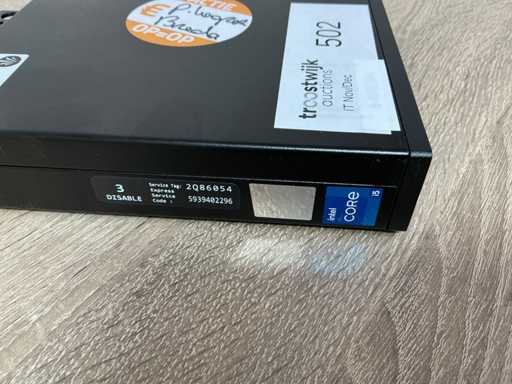 OP=OP
Breda
troostwijk
auctions
IT Nov/Dec
502
3
DISABLE
Service Tag: 2Q86054
Express
Service
Code : 5939402296
intel
CORE
i5